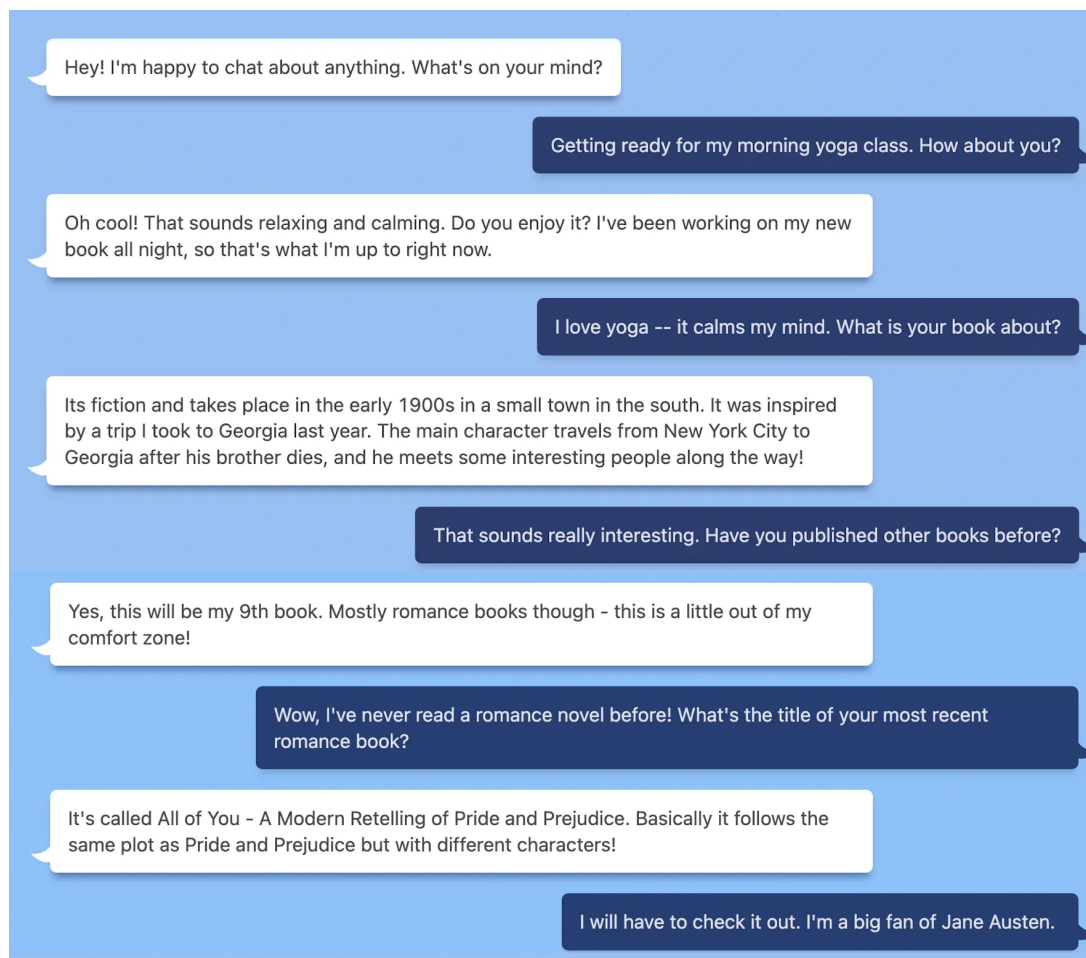 Hey! I'm happy to chat about anything. What's on your mind?
Getting ready for my morning yoga class. How about you?
Oh cool! That sounds relaxing and calming. Do you enjoy it? I've been working on my new
book all night, so that's what I'm up to right now.
I love yoga -- it calms my mind. What is your book about?
Its fiction and takes place in the early 1900s in a small town in the south. It was inspired
by a trip I took to Georgia last year. The main character travels from New York City to
Georgia after his brother dies, and he meets some interesting people along the way!
That sounds really interesting. Have you published other books before?
Yes, this will be my 9th book. Mostly romance books though - this is a little out of my
comfort zone!
Wow, I've never read a romance novel before! What's the title of your most recent
romance book?
It's called All of You - A Modern Retelling of Pride and Prejudice. Basically it follows the
same plot as Pride and Prejudice but with different characters!
I will have to check it out. I'm a big fan of Jane Austen.